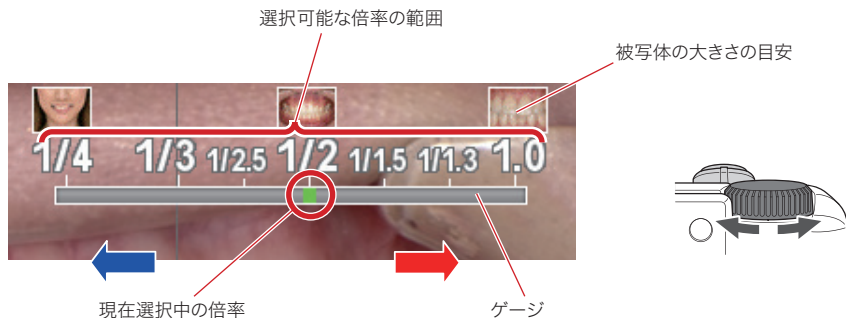 選択可能な倍率の範囲
被写体の大きさの目安
1/4 1/3 1/2.5 1/2 1/1.5 1/1.3 1.0
現在選択中の倍率
ゲージ